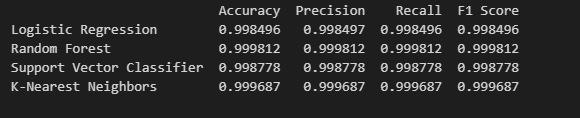 Accuracy Precision Recall F1 Score
Logistic Regression 0.998496 0.998497 0.998496 0.998496
Random Forest 0.999812 0.999812 0.999812 0.999812
Support Vector Classifier 0.998778 0.998778 0.998778 0.998778
K-Nearest Neighbors 0.999687 0.999687 0.999687 0.999687